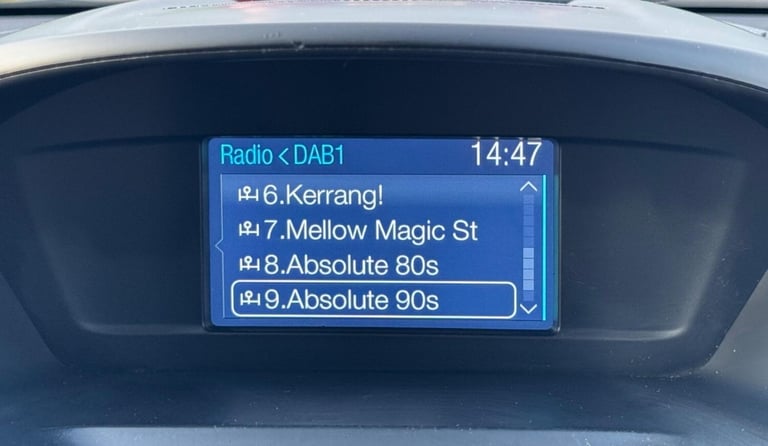 Radio < DAB1 14:47
6.Kerrang!
7.Mellow Magic St
8.Absolute 80s
9.Absolute 90s